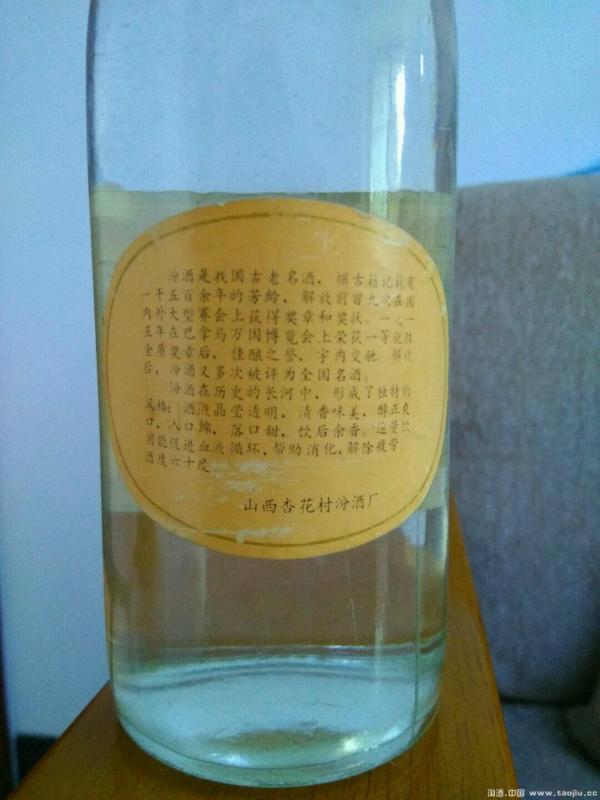 汾酒是我国古老名酒，据古籍记载有
一千五百余年的芳龄，解放前曾九次在国
内外大型赛会上获得奖章和奖状。一九一
五年在巴拿马万国博览会上荣获一等优胜
金质奖章后，佳酿之誉，宇内交驰。解放
后，汾酒又多次被评为全国名酒。
汾酒在历史的长河中，形成了独特的
风格：酒液晶莹透明，清香味美，醇正爽
口，入口绵，落口甜，饮后余香。适量饮
用能促进血液循环，帮助消化，解除疲劳。
酒度六十度
山西杏花村汾酒厂
淘酒.中国 www.taojiu.cc